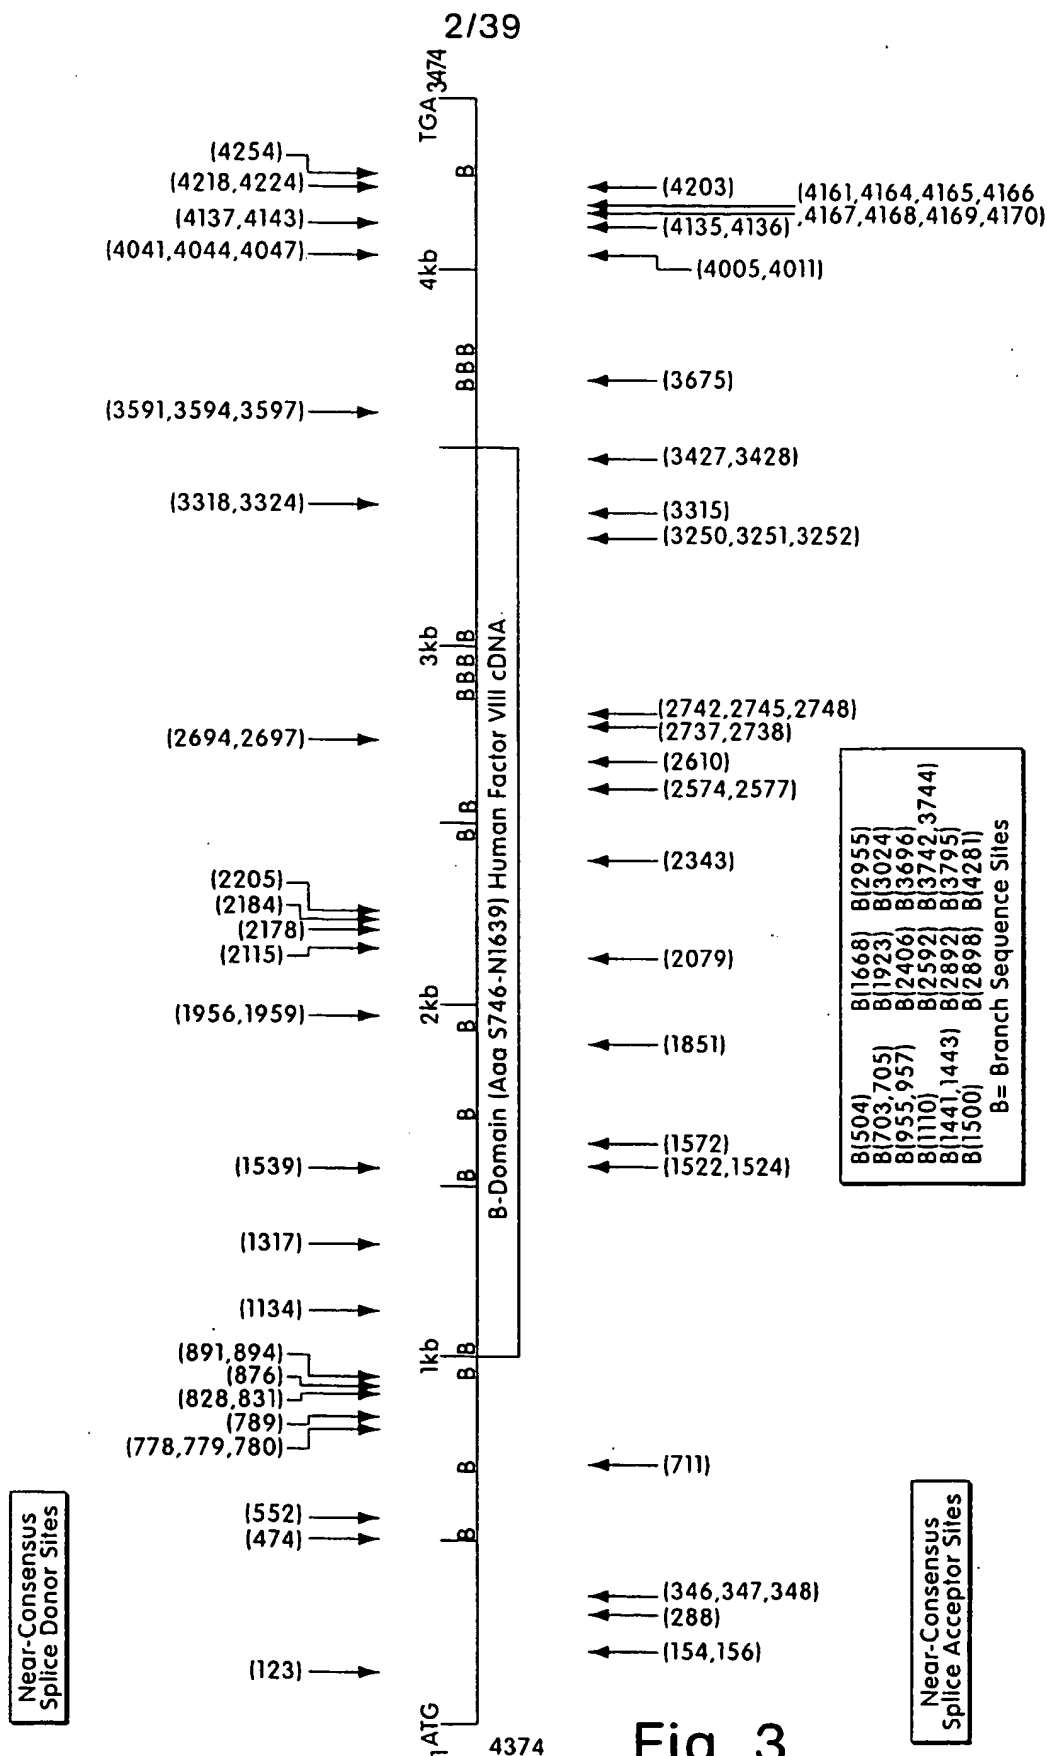 2/39
TGA 3474
(4254)
(4218,4224)
(4137,4143)
(4041,4044,4047)
(3591,3594,3597)
(3318,3324)
(2694,2697)
(2205)
(2184)
(2178)
(2115)
(1956,1959)
(1539)
(1317)
(1134)
(891,894)
(876)
(828,831)
(789)
(778,779,780)
(552)
(474)
(123)
Near-Consensus
Splice Donor Sites
B
4kb
B B B
3kb
B
B B B
B
B
2kb
B
B
B
1kb
B
B
B
B
1 ATG
4374
B-Domain (Aaa S746-N1639) Human Factor VIII cDNA
(4203)
(4161,4164,4165,4166
,4167,4168,4169,4170)
(4135,4136)
(4005,4011)
(3675)
(3427,3428)
(3315)
(3250,3251,3252)
(2742,2745,2748)
(2737,2738)
(2610)
(2574,2577)
(2343)
(2079)
(1851)
(1572)
(1522,1524)
(711)
(346,347,348)
(288)
(154,156)
B(504) B(1668) B(2955)
B(703,705) B(1923) B(3024)
B(955,957) B(2406) B(3696)
B(1110) B(2592) B(3742,3744)
B(1441,1443) B(2892) B(3795)
B(1500) B(2898) B(4281)
B= Branch Sequence Sites
Near-Consensus
Splice Acceptor Sites
Fig. 3